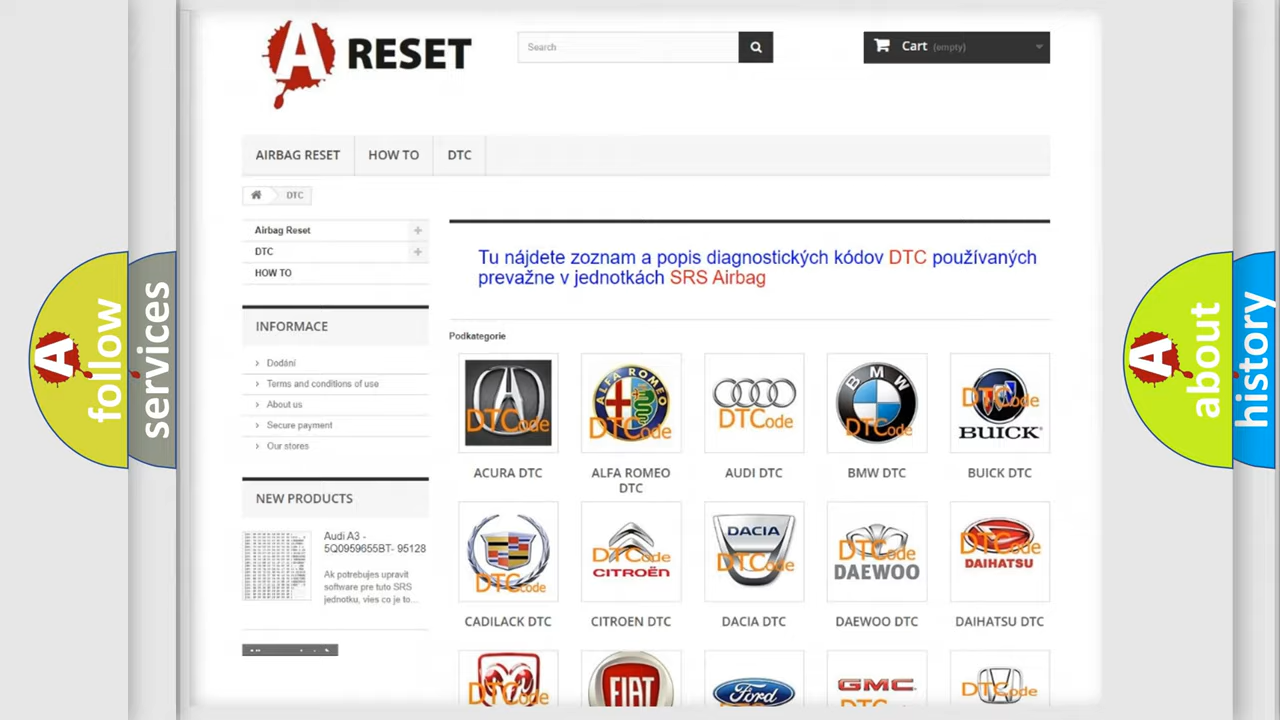 A RESET
Search
Cart (empty)
AIRBAG RESET
HOW TO
DTC
DTC
Airbag Reset
DTC
HOW TO
INFORMACE
Dodání
Terms and conditions of use
About us
Secure payment
Our stores
NEW PRODUCTS
Audi A3 -
5Q0959655BT- 95128
Ak potrebujes upravit
software pre tuto SRS
jednotku, vies co je to...
Tu nájdete zoznam a popis diagnostických kódov DTC používaných
prevažne v jednotkách SRS Airbag
Podkategorie
DTCode
ACURA DTC
ALFA ROMEO
DTCode
ALFA ROMEO
DTC
DTCode
AUDI DTC
BMW
DTCode
BMW DTC
DTCode
BUICK
BUICK DTC
DTCode
CADILACK DTC
DTCode
CITROËN
CITROEN DTC
DACIA
DTCode
DACIA DTC
DTCode
DAEWOO
DAEWOO DTC
DTCode
DAIHATSU
DAIHATSU DTC
DTCode
FIAT
Ford
GMC
DTCode
A follow
services
A about
history